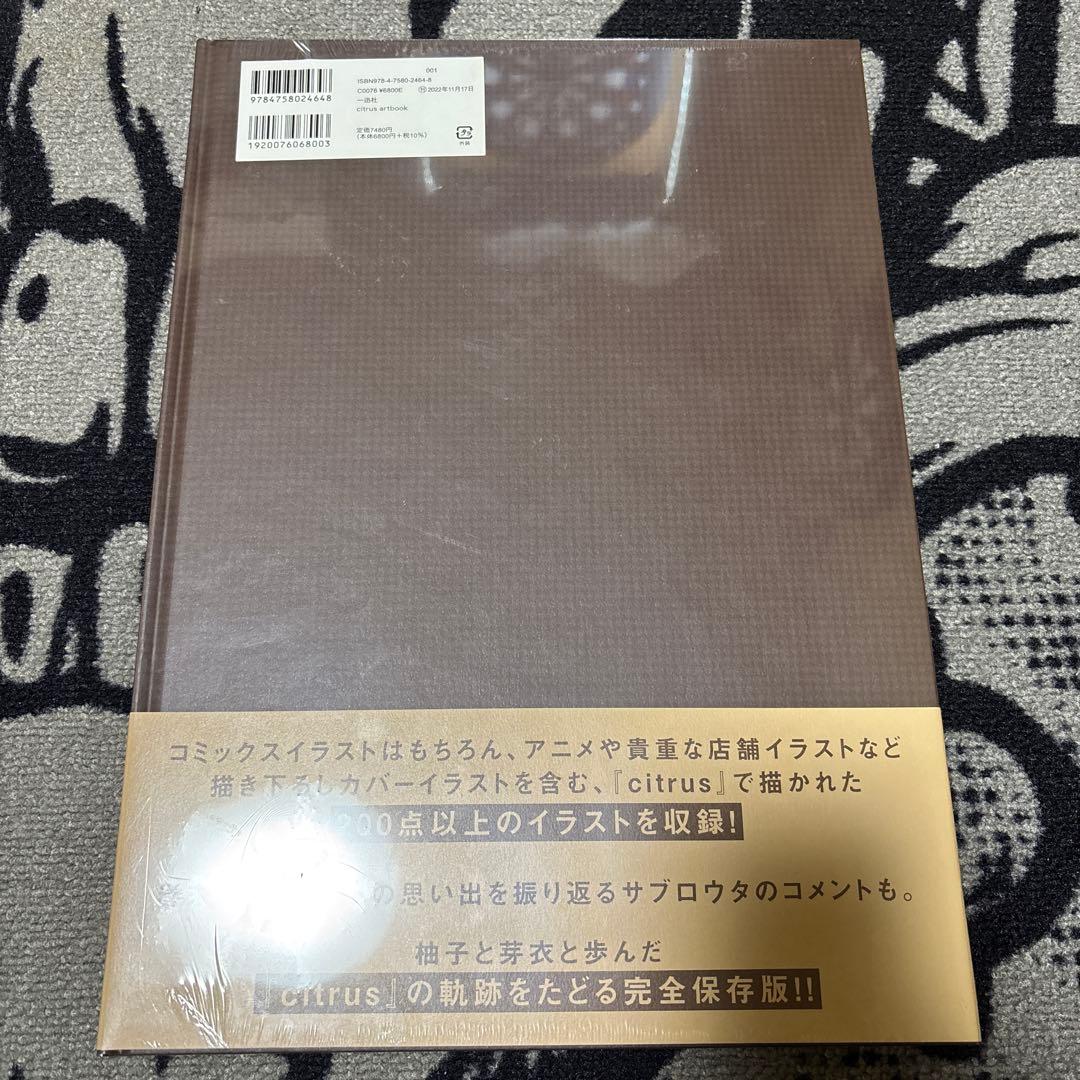 001
ISBN978-4-7580-2464-8
C0076 ¥6800E
Ⓗ 2022年11月17日
一迅社
citrus artbook
定価7480円
(本体6800円+税10%)
外装
9784758024648
1920076068003
コミックスイラストはもちろん、アニメや貴重な店舗イラストなど
描き下ろしカバーイラストを含む、『citrus』で描かれた
200点以上のイラストを収録!
の思い出を振り返るサブロウタのコメントも。
柚子と芽衣と歩んだ
『citrus』の軌跡をたどる完全保存版!!